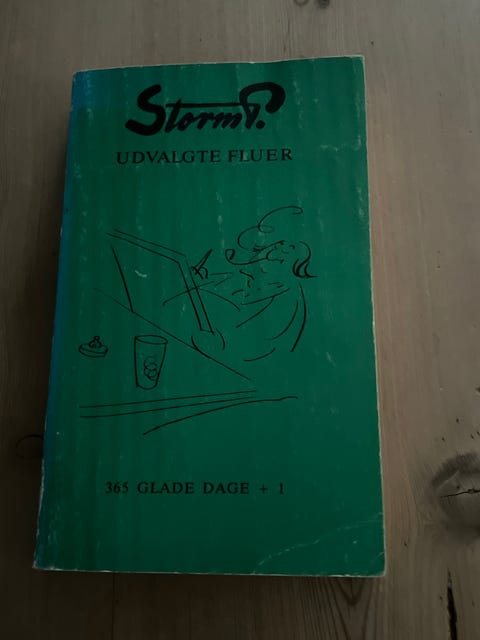 Storm P.
UDVALGTE FLUER
365 GLADE DAGE + 1